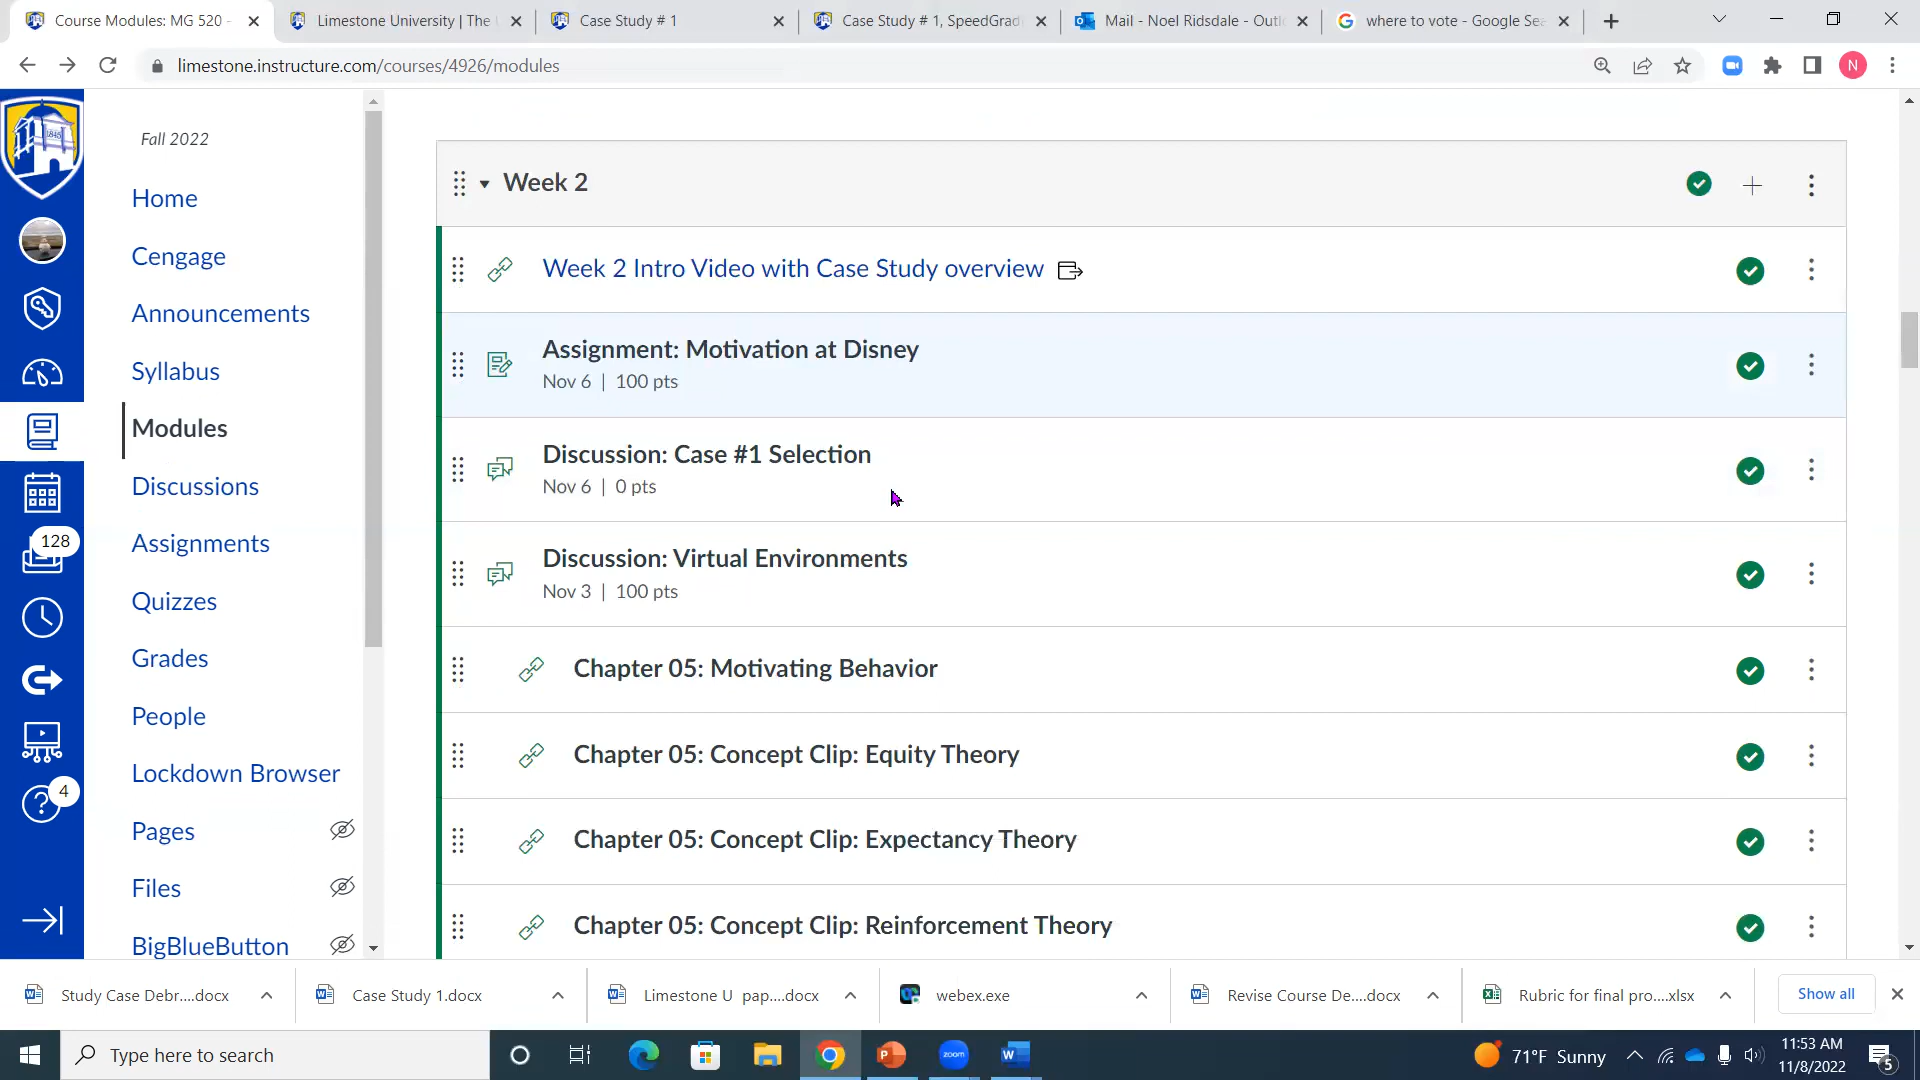 Course Modules: MG 520 -
Limestone University | The
Case Study # 1
Case Study # 1, SpeedGrad
Mail - Noel Ridsdale - Outl
where to vote - Google Sea
limestone.instructure.com/courses/4926/modules
N
1845
Fall 2022
Home
Cengage
Announcements
Syllabus
Modules
Discussions
Assignments
Quizzes
Grades
People
Lockdown Browser
Pages
Files
BigBlueButton
128
4
Week 2
Week 2 Intro Video with Case Study overview
Assignment: Motivation at Disney
Nov 6 | 100 pts
Discussion: Case #1 Selection
Nov 6 | 0 pts
Discussion: Virtual Environments
Nov 3 | 100 pts
Chapter 05: Motivating Behavior
Chapter 05: Concept Clip: Equity Theory
Chapter 05: Concept Clip: Expectancy Theory
Chapter 05: Concept Clip: Reinforcement Theory
Study Case Debr....docx
Case Study 1.docx
Limestone U pap....docx
webex.exe
Revise Course De....docx
Rubric for final pro....xlsx
Show all
Type here to search
zoom
71°F Sunny
11:53 AM
11/8/2022
5